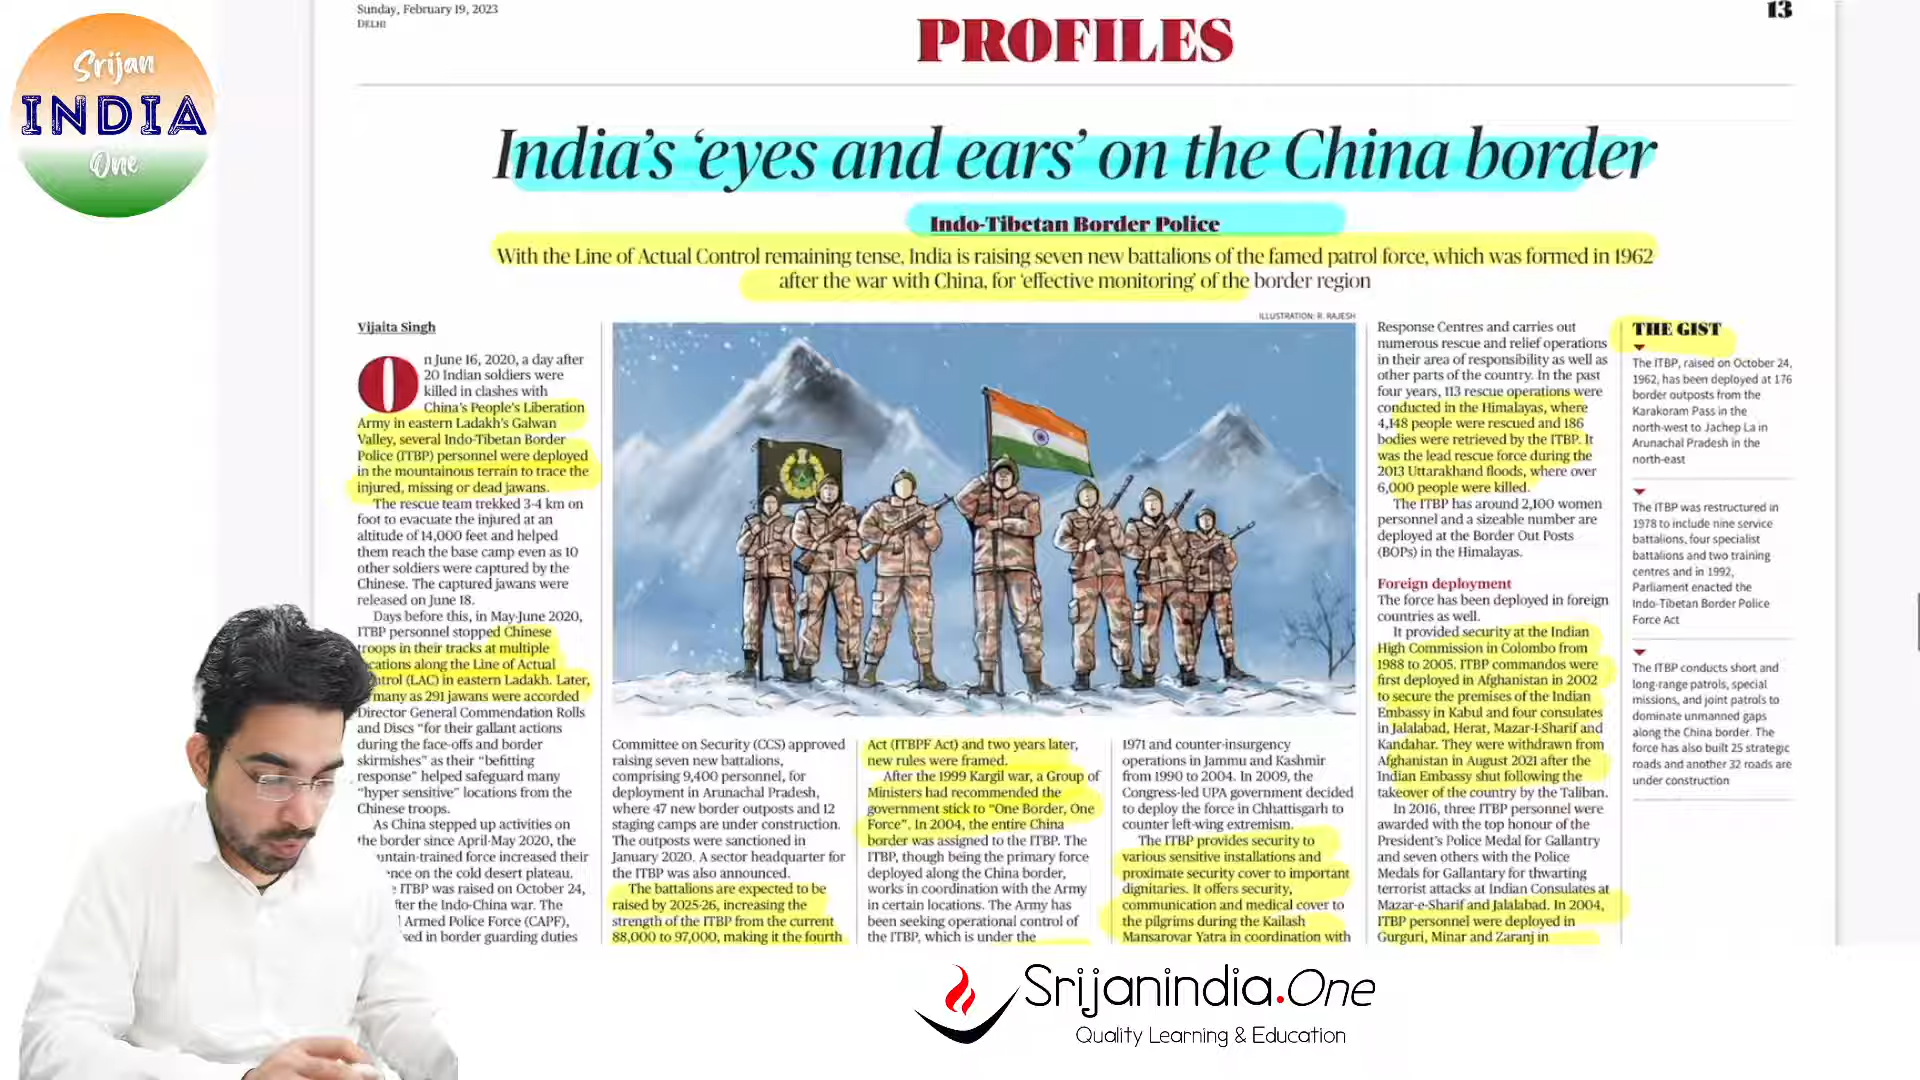 Srijan
INDIA
One
Sunday, February 19, 2023
DELHI
13
PROFILES
India's 'eyes and ears' on the China border
Indo-Tibetan Border Police
With the Line of Actual Control remaining tense, India is raising seven new battalions of the famed patrol force, which was formed in 1962
after the war with China, for 'effective monitoring' of the border region
Vijaita Singh
On June 16, 2020, a day after
20 Indian soldiers were
killed in clashes with
China's People's Liberation
Army in eastern Ladakh's Galwan
Valley, several Indo-Tibetan Border
Police (ITBP) personnel were deployed
in the mountainous terrain to trace the
injured, missing or dead jawans.
The rescue team trekked 3-4 km on
foot to evacuate the injured at an
altitude of 14,000 feet and helped
them reach the base camp even as 10
other soldiers were captured by the
Chinese. The captured jawans were
released on June 18.
Days before this, in May-June 2020,
ITBP personnel stopped Chinese
troops in their tracks at multiple
cations along the Line of Actual
ntrol (LAC) in eastern Ladakh. Later,
many as 291 jawans were accorded
Director General Commendation Rolls
and Discs "for their gallant actions
during the face-offs and border
skirmishes" as their "befitting
response" helped safeguard many
"hyper sensitive" locations from the
Chinese troops.
As China stepped up activities on
the border since April-May 2020, the
untain-trained force increased their
ence on the cold desert plateau.
ITBP was raised on October 24,
fter the Indo-China war. The
Armed Police Force (CAPF),
sed in border guarding duties
ILLUSTRATION: R. RAJESH
Committee on Security (CCS) approved
raising seven new battalions,
comprising 9,400 personnel, for
deployment in Arunachal Pradesh,
where 47 new border outposts and 12
staging camps are under construction.
The outposts were sanctioned in
January 2020. A sector headquarter for
the ITBP was also announced.
The battalions are expected to be
raised by 2025-26, increasing the
strength of the ITBP from the current
88,000 to 97,000, making it the fourth
Act (ITBPF Act) and two years later,
new rules were framed.
After the 1999 Kargil war, a Group of
Ministers had recommended the
government stick to "One Border, One
Force". In 2004, the entire China
border was assigned to the ITBP. The
ITBP, though being the primary force
deployed along the China border,
works in coordination with the Army
in certain locations. The Army has
been seeking operational control of
the ITBP, which is under the
1971 and counter-insurgency
operations in Jammu and Kashmir
from 1990 to 2004. In 2009, the
Congress-led UPA government decided
to deploy the force in Chhattisgarh to
counter left-wing extremism.
The ITBP provides security to
various sensitive installations and
proximate security cover to important
dignitaries. It offers security,
communication and medical cover to
the pilgrims during the Kailash
Mansarovar Yatra in coordination with
Response Centres and carries out
numerous rescue and relief operations
in their area of responsibility as well as
other parts of the country. In the past
four years, 113 rescue operations were
conducted in the Himalayas, where
4,148 people were rescued and 186
bodies were retrieved by the ITBP. It
was the lead rescue force during the
2013 Uttarakhand floods, where over
6,000 people were killed.
The ITBP has around 2,100 women
personnel and a sizeable number are
deployed at the Border Out Posts
(BOPs) in the Himalayas.
Foreign deployment
The force has been deployed in foreign
countries as well.
It provided security at the Indian
High Commission in Colombo from
1988 to 2005. ITBP commandos were
first deployed in Afghanistan in 2002
to secure the premises of the Indian
Embassy in Kabul and four consulates
in Jalalabad, Herat, Mazar-I-Sharif and
Kandahar. They were withdrawn from
Afghanistan in August 2021 after the
Indian Embassy shut following the
takeover of the country by the Taliban.
In 2016, three ITBP personnel were
awarded with the top honour of the
President's Police Medal for Gallantry
and seven others with the Police
Medals for Gallantary for thwarting
terrorist attacks at Indian Consulates at
Mazar-e-Sharif and Jalalabad. In 2004,
ITBP personnel were deployed in
Gurguri, Minar and Zaranj in
THE GIST
The ITBP, raised on October 24,
1962, has been deployed at 176
border outposts from the
Karakoram Pass in the
north-west to Jachep La in
Arunachal Pradesh in the
north-east
The ITBP was restructured in
1978 to include nine service
battalions, four specialist
battalions and two training
centres and in 1992,
Parliament enacted the
Indo-Tibetan Border Police
Force Act
The ITBP conducts short and
long-range patrols, special
missions, and joint patrols to
dominate unmanned gaps
along the China border. The
force has also built 25 strategic
roads and another 32 roads are
under construction
Srijanindia.One
Quality Learning & Education